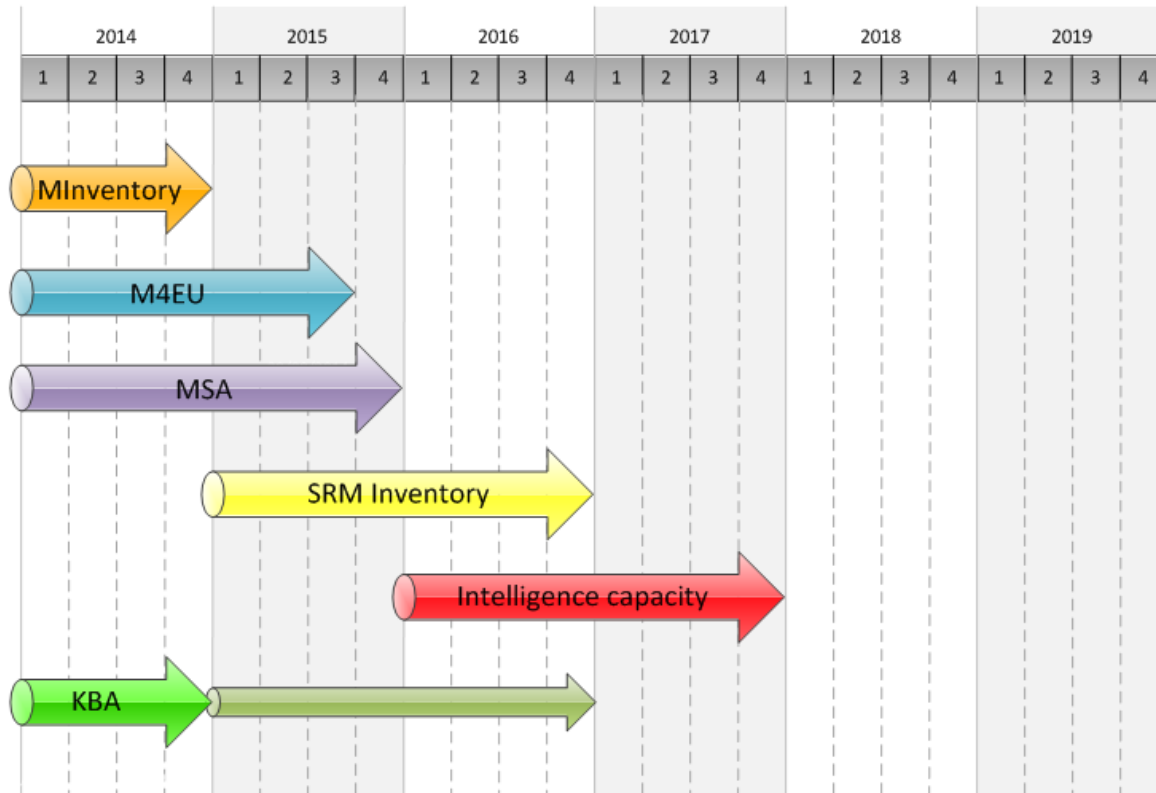 2014 2015 2016 2017 2018 2019
1 2 3 4 1 2 3 4 1 2 3 4 1 2 3 4 1 2 3 4 1 2 3 4
MInventory
M4EU
MSA
SRM Inventory
Intelligence capacity
KBA